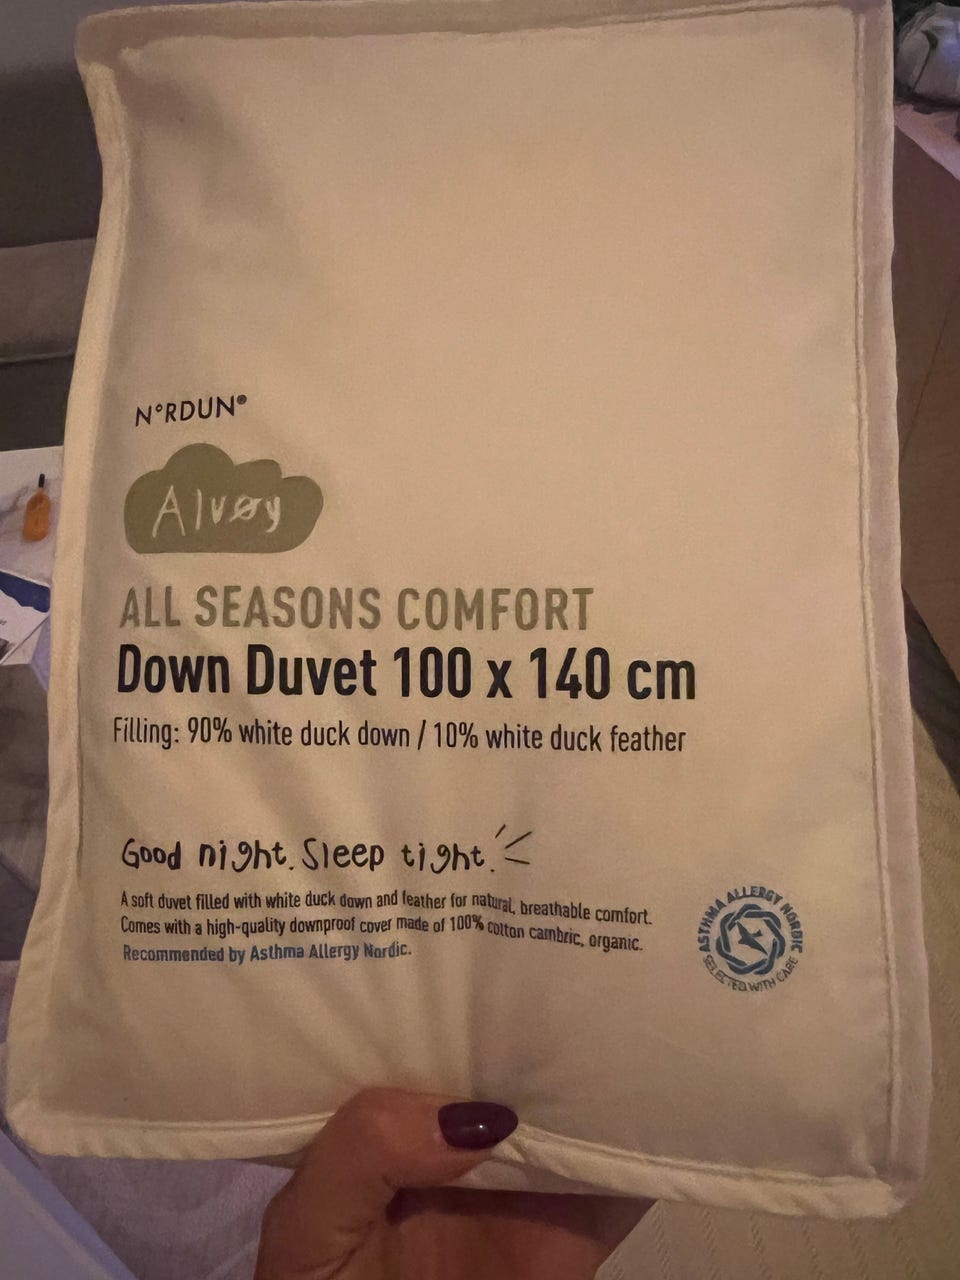 N°RDUN®
Alvøy
ALL SEASONS COMFORT
Down Duvet 100 x 140 cm
Filling: 90% white duck down / 10% white duck feather
Good night. Sleep tight.
A soft duvet filled with white duck down and feather for natural, breathable comfort.
Comes with a high-quality downproof cover made of 100% cotton cambric, organic.
Recommended by Asthma Allergy Nordic.
ASTHMA ALLERGY NORDIC
SELECTED WITH CARE